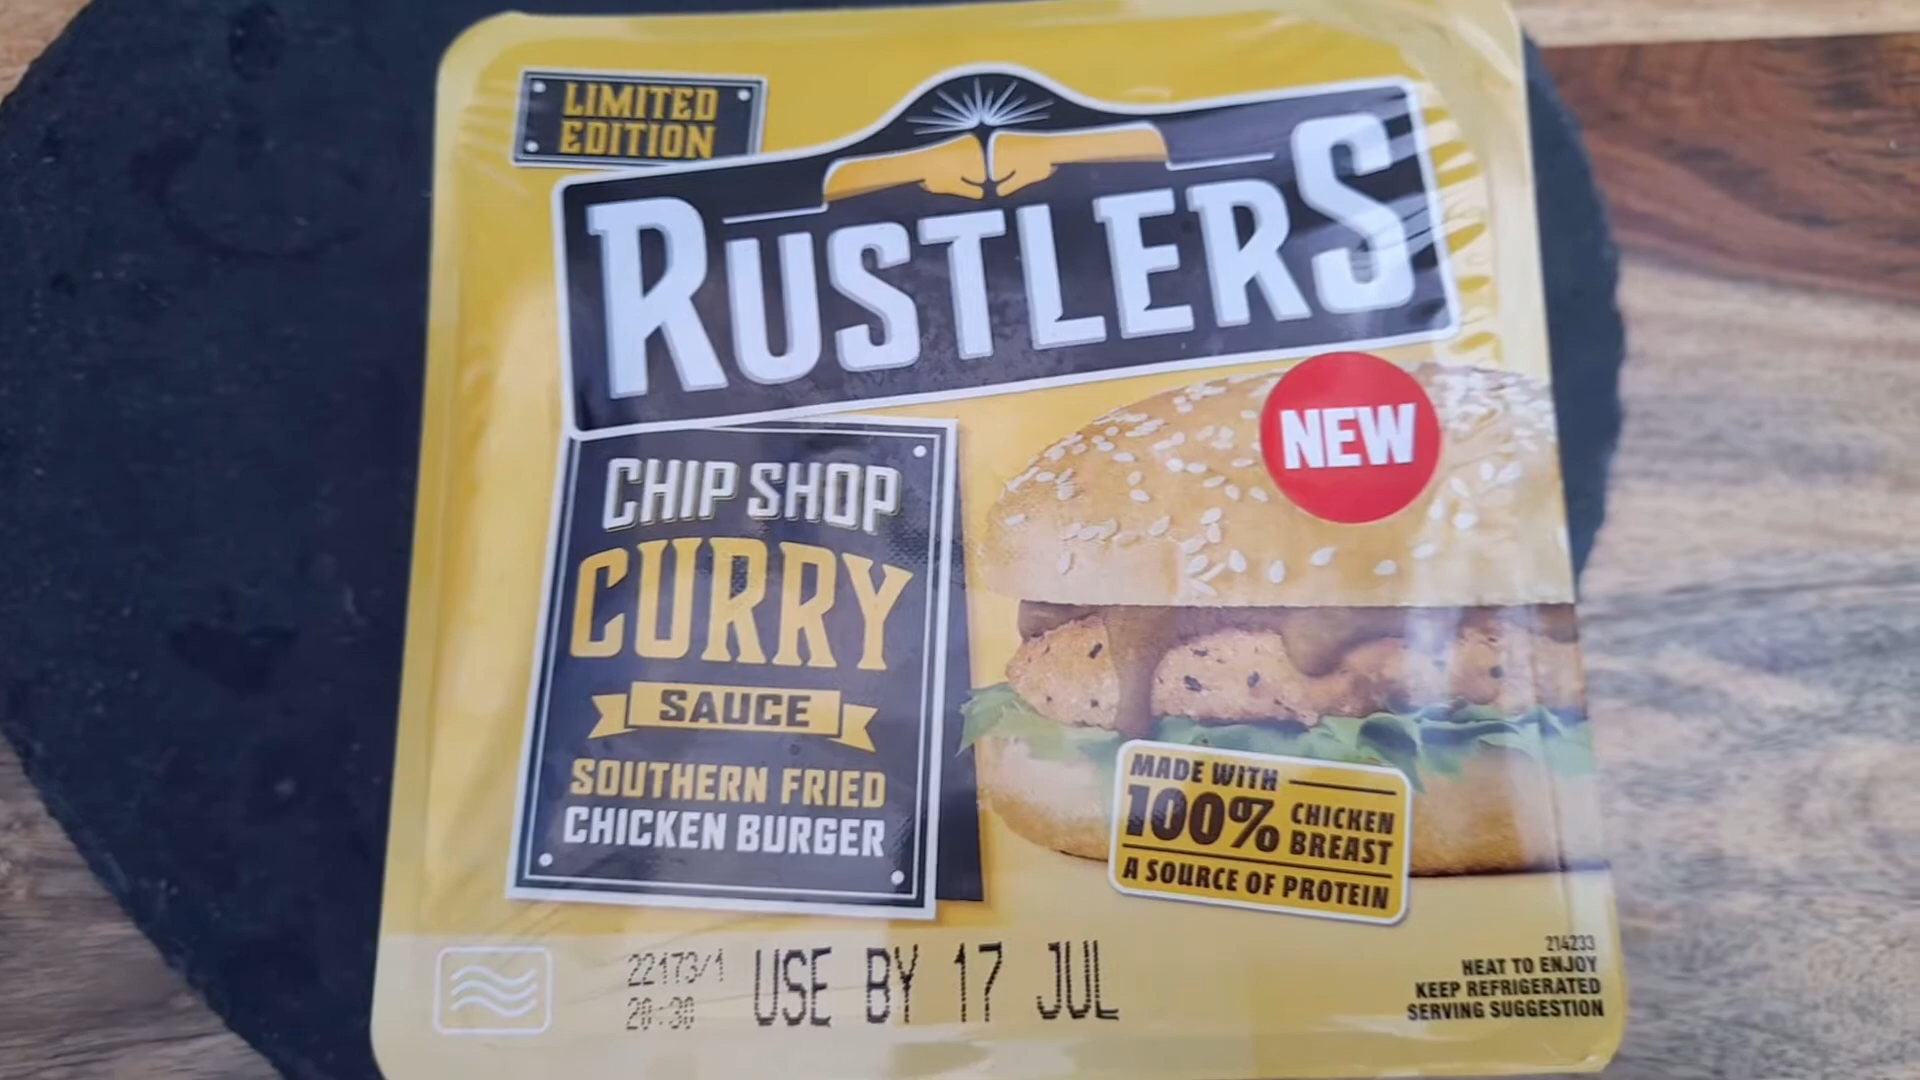 LIMITED
EDITION
RUSTLERS
NEW
CHIP SHOP
CURRY
SAUCE
SOUTHERN FRIED
CHICKEN BURGER
MADE WITH
100% CHICKEN
BREAST
A SOURCE OF PROTEIN
22173/1
20:30
USE BY 17 JUL
214233
HEAT TO ENJOY
KEEP REFRIGERATED
SERVING SUGGESTION